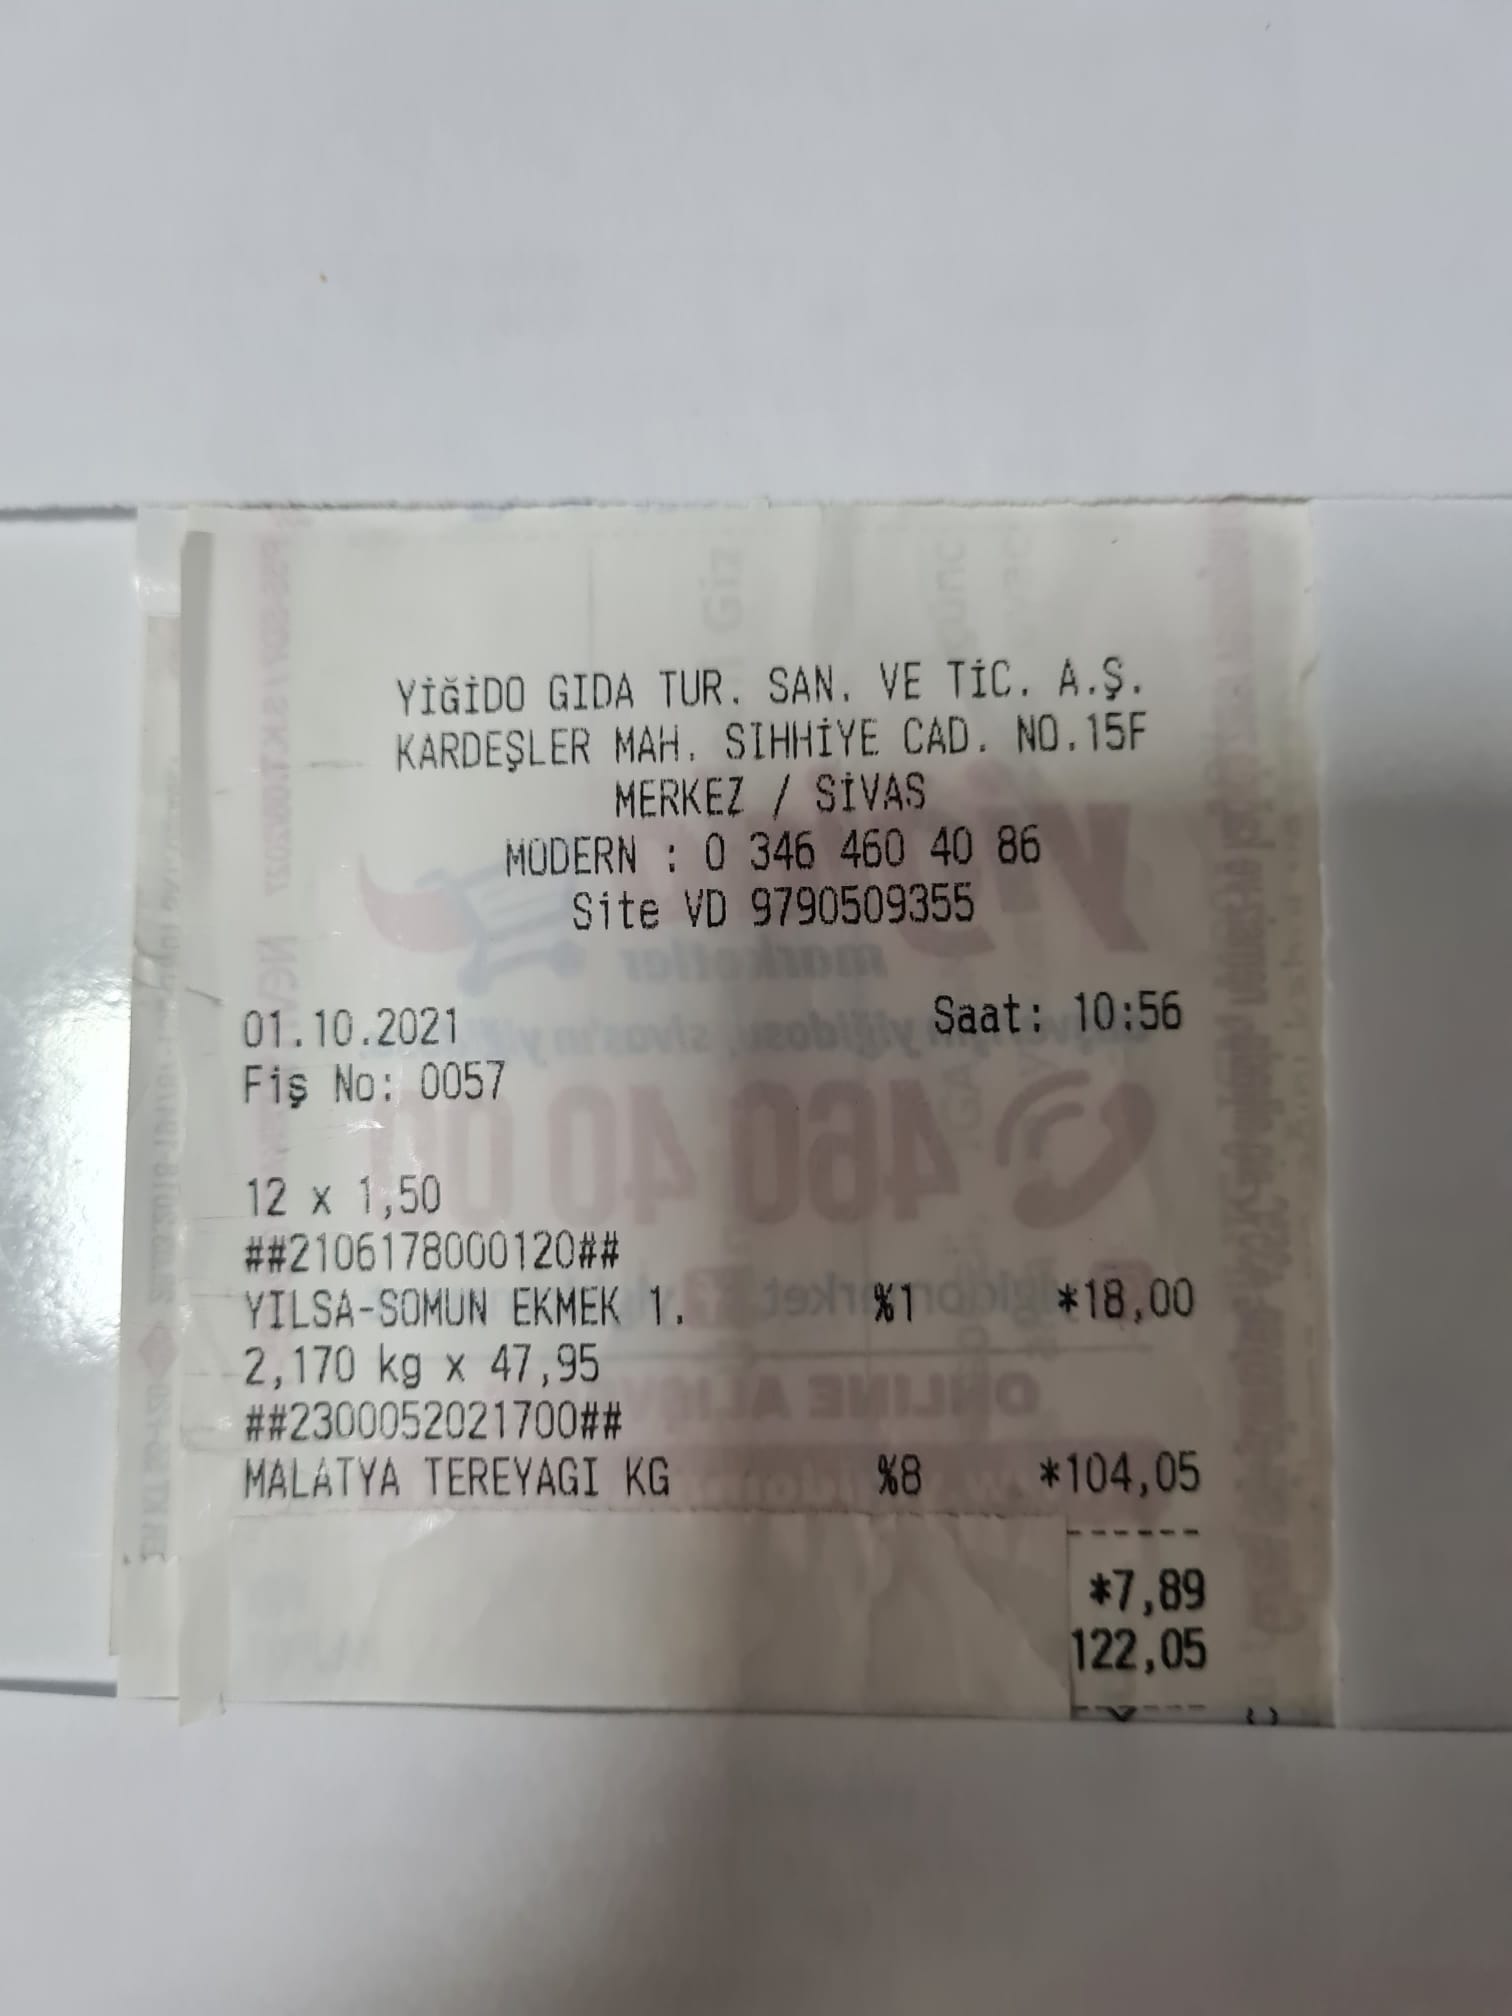 YİĞİDO GIDA TUR. SAN. VE TİC. A.Ş.
KARDEŞLER MAH. SIHHİYE CAD. NO.15F
MERKEZ / SİVAS
MODERN : 0 346 460 40 86
Site VD 9790509355
01.10.2021 Saat: 10:56
Fiş No: 0057
12 x 1,50
##2106178000120##
YILSA-SOMUN EKMEK 1. %1 *18,00
2,170 kg x 47,95
##2300052021700##
MALATYA TEREYAGI KG %8 *104,05
*7,89
122,05